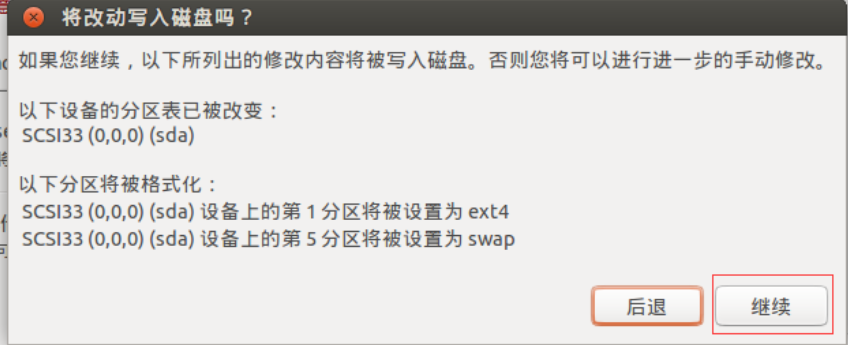 将改动写入磁盘吗？
如果您继续，以下所列出的修改内容将被写入磁盘。否则您将可以进行进一步的手动修改。
以下设备的分区表已被改变：
SCSI33 (0,0,0) (sda)
以下分区将被格式化：
SCSI33 (0,0,0) (sda) 设备上的第 1 分区将被设置为 ext4
SCSI33 (0,0,0) (sda) 设备上的第 5 分区将被设置为 swap
后退
继续